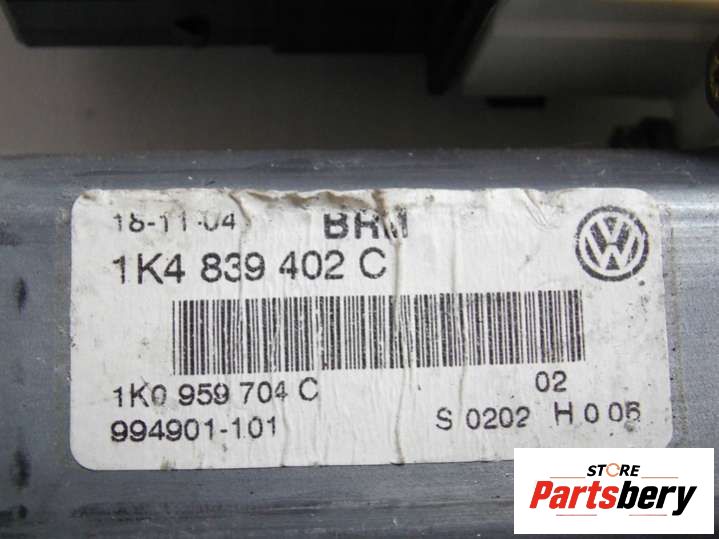 18-11-04 BRM
1K4 839 402 C
1K0 959 704 C 02
994901-101 S 0202 H 0 05
STORE
Partsbery